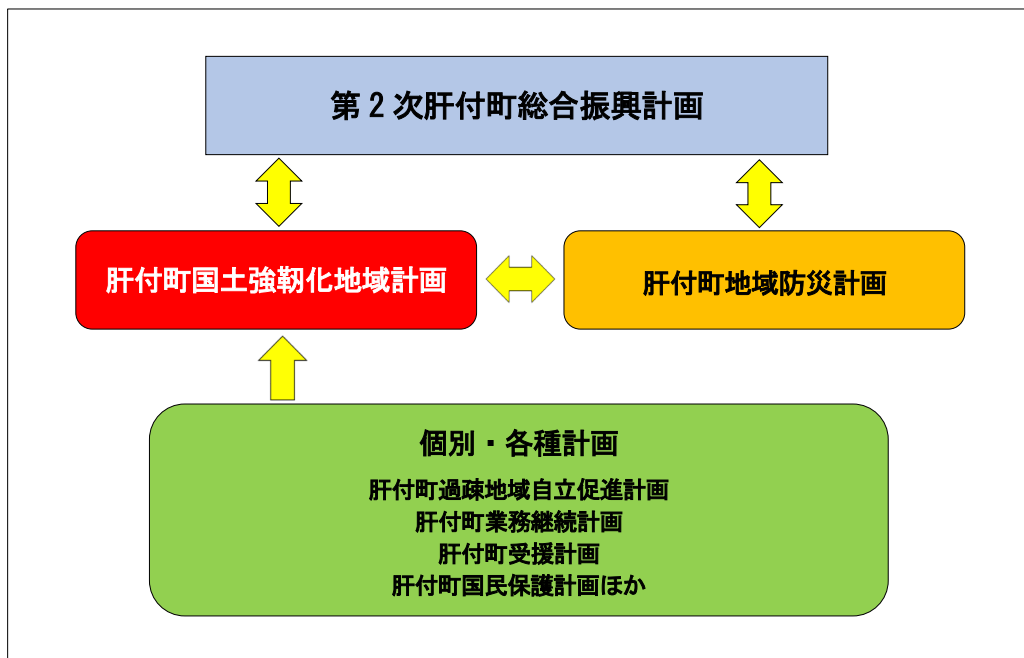 第2次肝付町総合振興計画
肝付町国土強靭化地域計画
肝付町地域防災計画
個別・各種計画
肝付町過疎地域自立促進計画
肝付町業務継続計画
肝付町受援計画
肝付町国民保護計画ほか